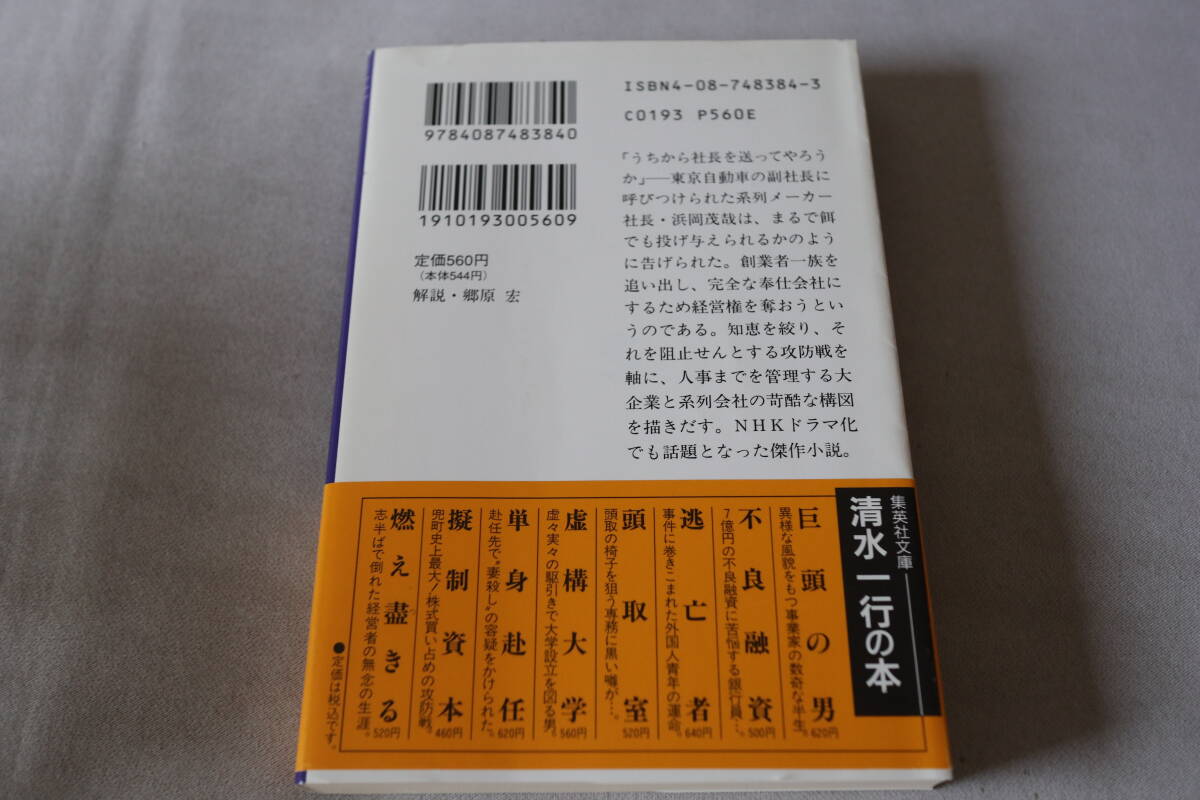 ISBN4-08-748384-3
C0193 P560E
9784087483840
1910193005609
定価560円
（本体544円）
解説・郷原 宏
「うちから社長を送ってやろう
か」──東京自動車の副社長に
呼びつけられた系列メーカー
社長・浜岡茂哉は、まるで餌
でも投げ与えられるかのよう
に告げられた。創業者一族を
追い出し、完全な奉仕会社に
するため経営権を奪おうとい
うのである。知恵を絞り、そ
れを阻止せんとする攻防戦を
軸に、人事までを管理する大
企業と系列会社の苛酷な構図
を描きだす。NHKドラマ化
でも話題となった傑作小説。
集英社文庫
清水一行の本
巨頭の男
異様な風貌をもつ事業家の数奇な半生。620円
不良融資
7億円の不良融資に苦悩する銀行員…。500円
逃亡者
事件に巻きこまれた外国人青年の運命。640円
頭取室
頭取の椅子を狙う専務に黒い噂が…。520円
虚構大学
虚々実々の駆引きで大学設立を図る男。560円
単身赴任
赴任先で〝妻殺し〟の容疑をかけられた。620円
擬制資本
兜町史上最大！株式買い占めの攻防戦。460円
燃え盡きる
志半ばで倒れた経営者の無念の生涯。520円
●定価は税込です。